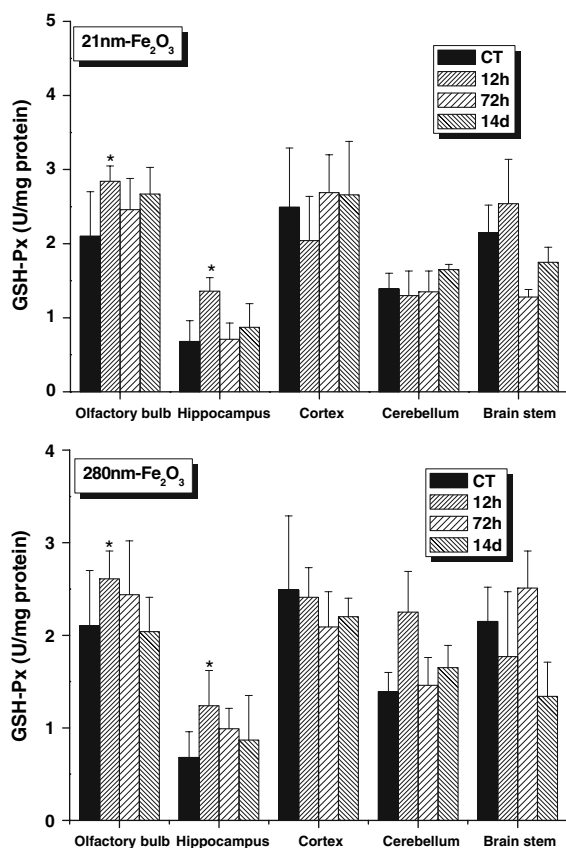 21nm-Fe₂O₃
CT
12h
72h
14d
GSH-Px (U/mg protein)
5
4
3
2
1
0
*
*
Olfactory bulb Hippocampus Cortex Cerebellum Brain stem
280nm-Fe₂O₃
CT
12h
72h
14d
GSH-Px (U/mg protein)
4
3
2
1
0
*
*
Olfactory bulb Hippocampus Cortex Cerebellum Brain stem